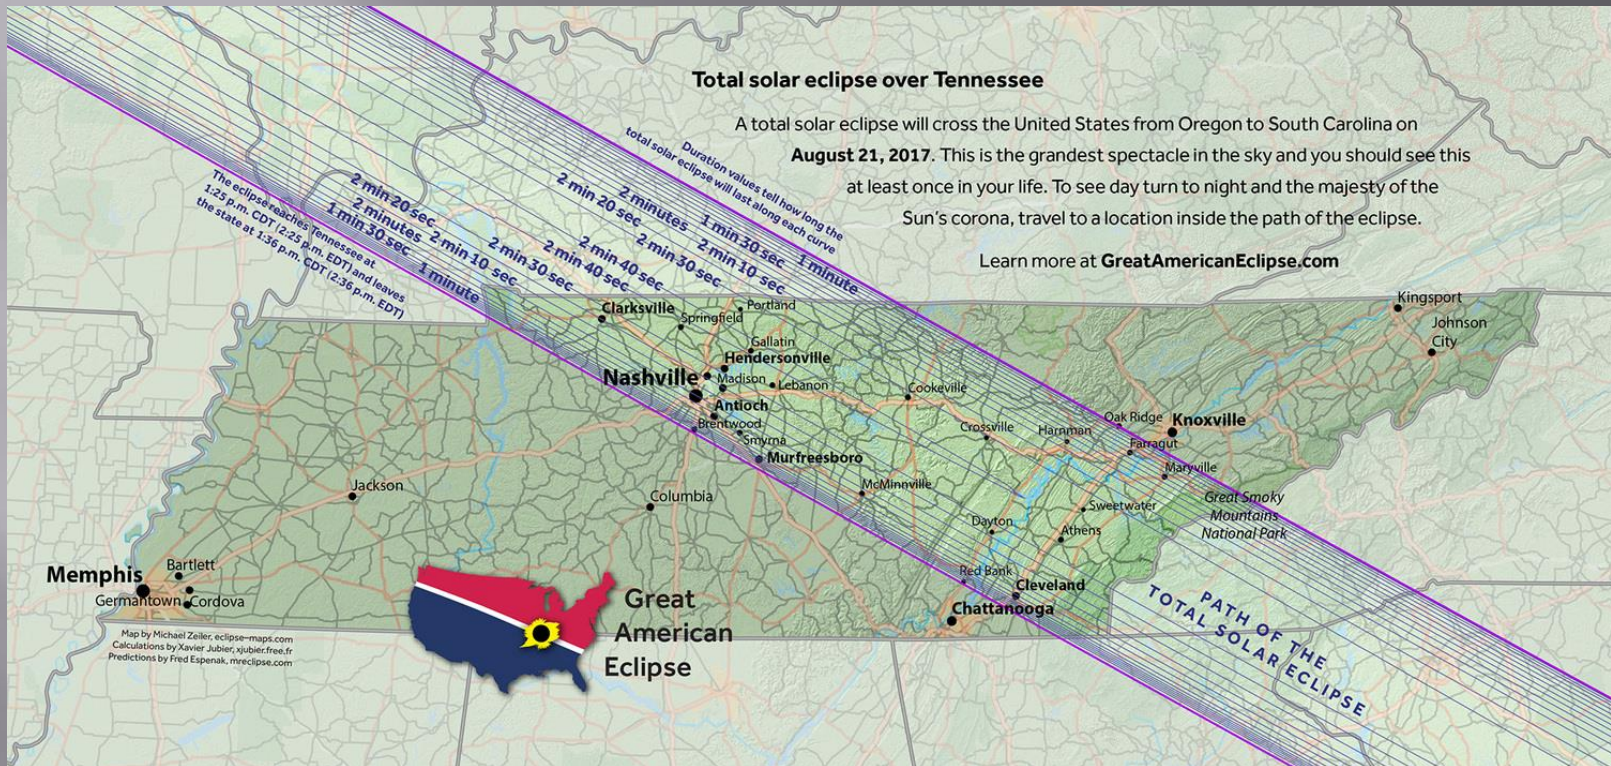 Total solar eclipse over Tennessee
A total solar eclipse will cross the United States from Oregon to South Carolina on
August 21, 2017. This is the grandest spectacle in the sky and you should see this
at least once in your life. To see day turn to night and the majesty of the
Sun's corona, travel to a location inside the path of the eclipse.
Learn more at GreatAmericanEclipse.com
Duration values tell how long the
total solar eclipse will last along each curve
The eclipse reaches Tennessee at
1:25 p.m. CDT (2:25 p.m. EDT) and leaves
the state at 1:36 p.m. CDT (2:36 p.m. EDT)
2 min 20 sec
2 minutes
1 min 30 sec
2 min 10 sec
1 minute
2 min 30 sec
2 min 40 sec
2 min 40 sec
2 min 20 sec
2 min 30 sec
2 minutes
2 min 10 sec
1 min 30 sec
1 minute
Clarksville
Portland
Springfield
Gallatin
Hendersonville
Nashville
Madison
Lebanon
Antioch
Brentwood
Smyrna
Murfreesboro
Cookeville
Crossville
Harriman
Oak Ridge
Knoxville
Farragut
Maryville
Kingsport
Johnson
City
McMinnville
Great Smoky
Mountains
National Park
Sweetwater
Dayton
Athens
Red Bank
Cleveland
Chattanooga
Jackson
Columbia
Memphis
Bartlett
Germantown
Cordova
Map by Michael Zeiler, eclipse-maps.com
Calculations by Xavier Jubier, xjubier.free.fr
Predictions by Fred Espenak, mreclipse.com
Great
American
Eclipse
PATH OF THE
TOTAL SOLAR ECLIPSE